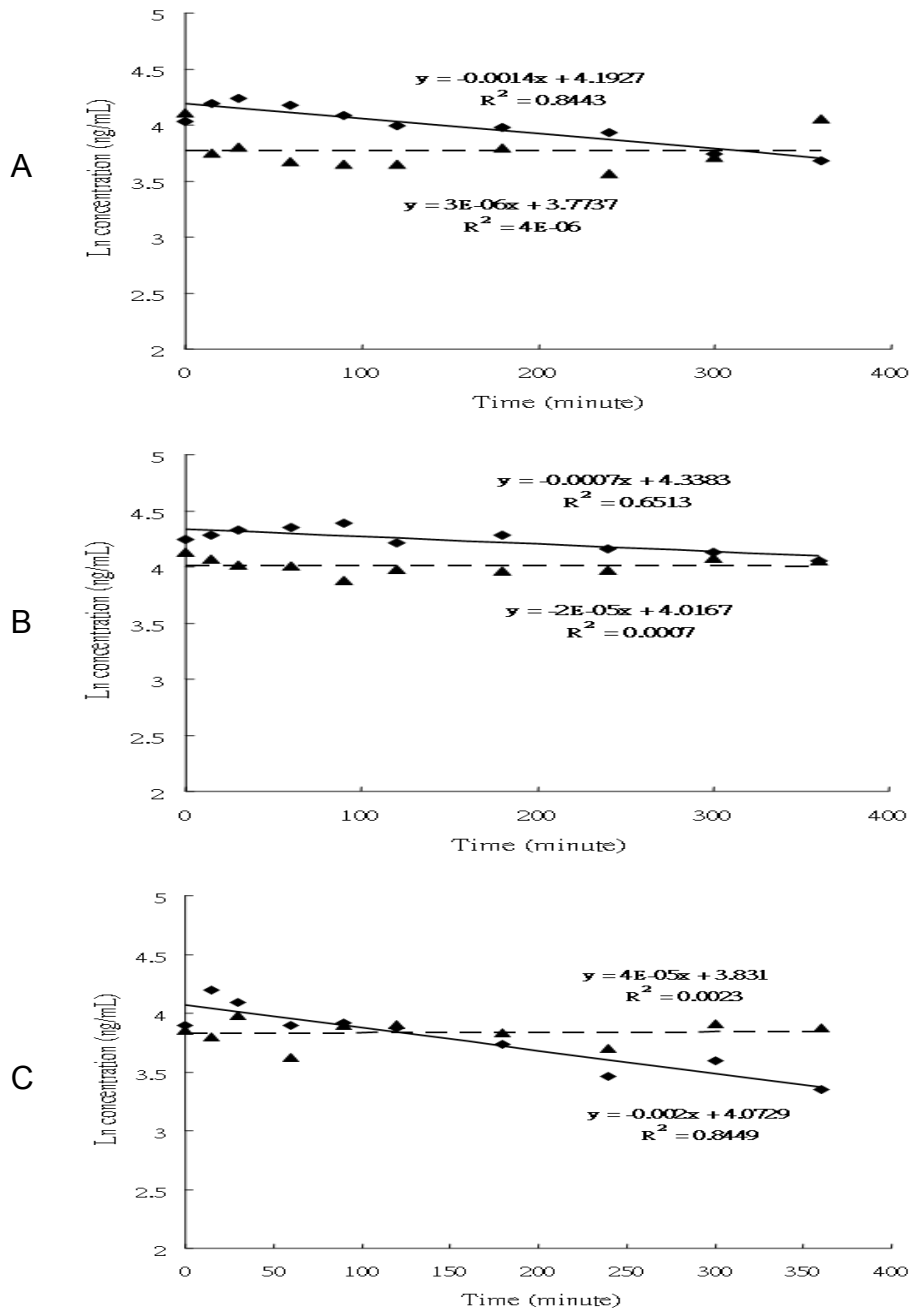 A
Ln concentration (ng/mL)
5
4.5
4
3.5
3
2.5
2
y = -0.0014x + 4.1927
R² = 0.8443
y = 3E-06x + 3.7737
R² = 4E-06
0 100 200 300 400
Time (minute)
B
Ln concentration (ng/mL)
5
4.5
4
3.5
3
2.5
2
y = -0.0007x + 4.3383
R² = 0.6513
y = -2E-05x + 4.0167
R² = 0.0007
0 100 200 300 400
Time (minute)
C
Ln concentration (ng/mL)
5
4.5
4
3.5
3
2.5
2
y = 4E-05x + 3.831
R² = 0.0023
y = -0.002x + 4.0729
R² = 0.8449
0 50 100 150 200 250 300 350 400
Time (minute)